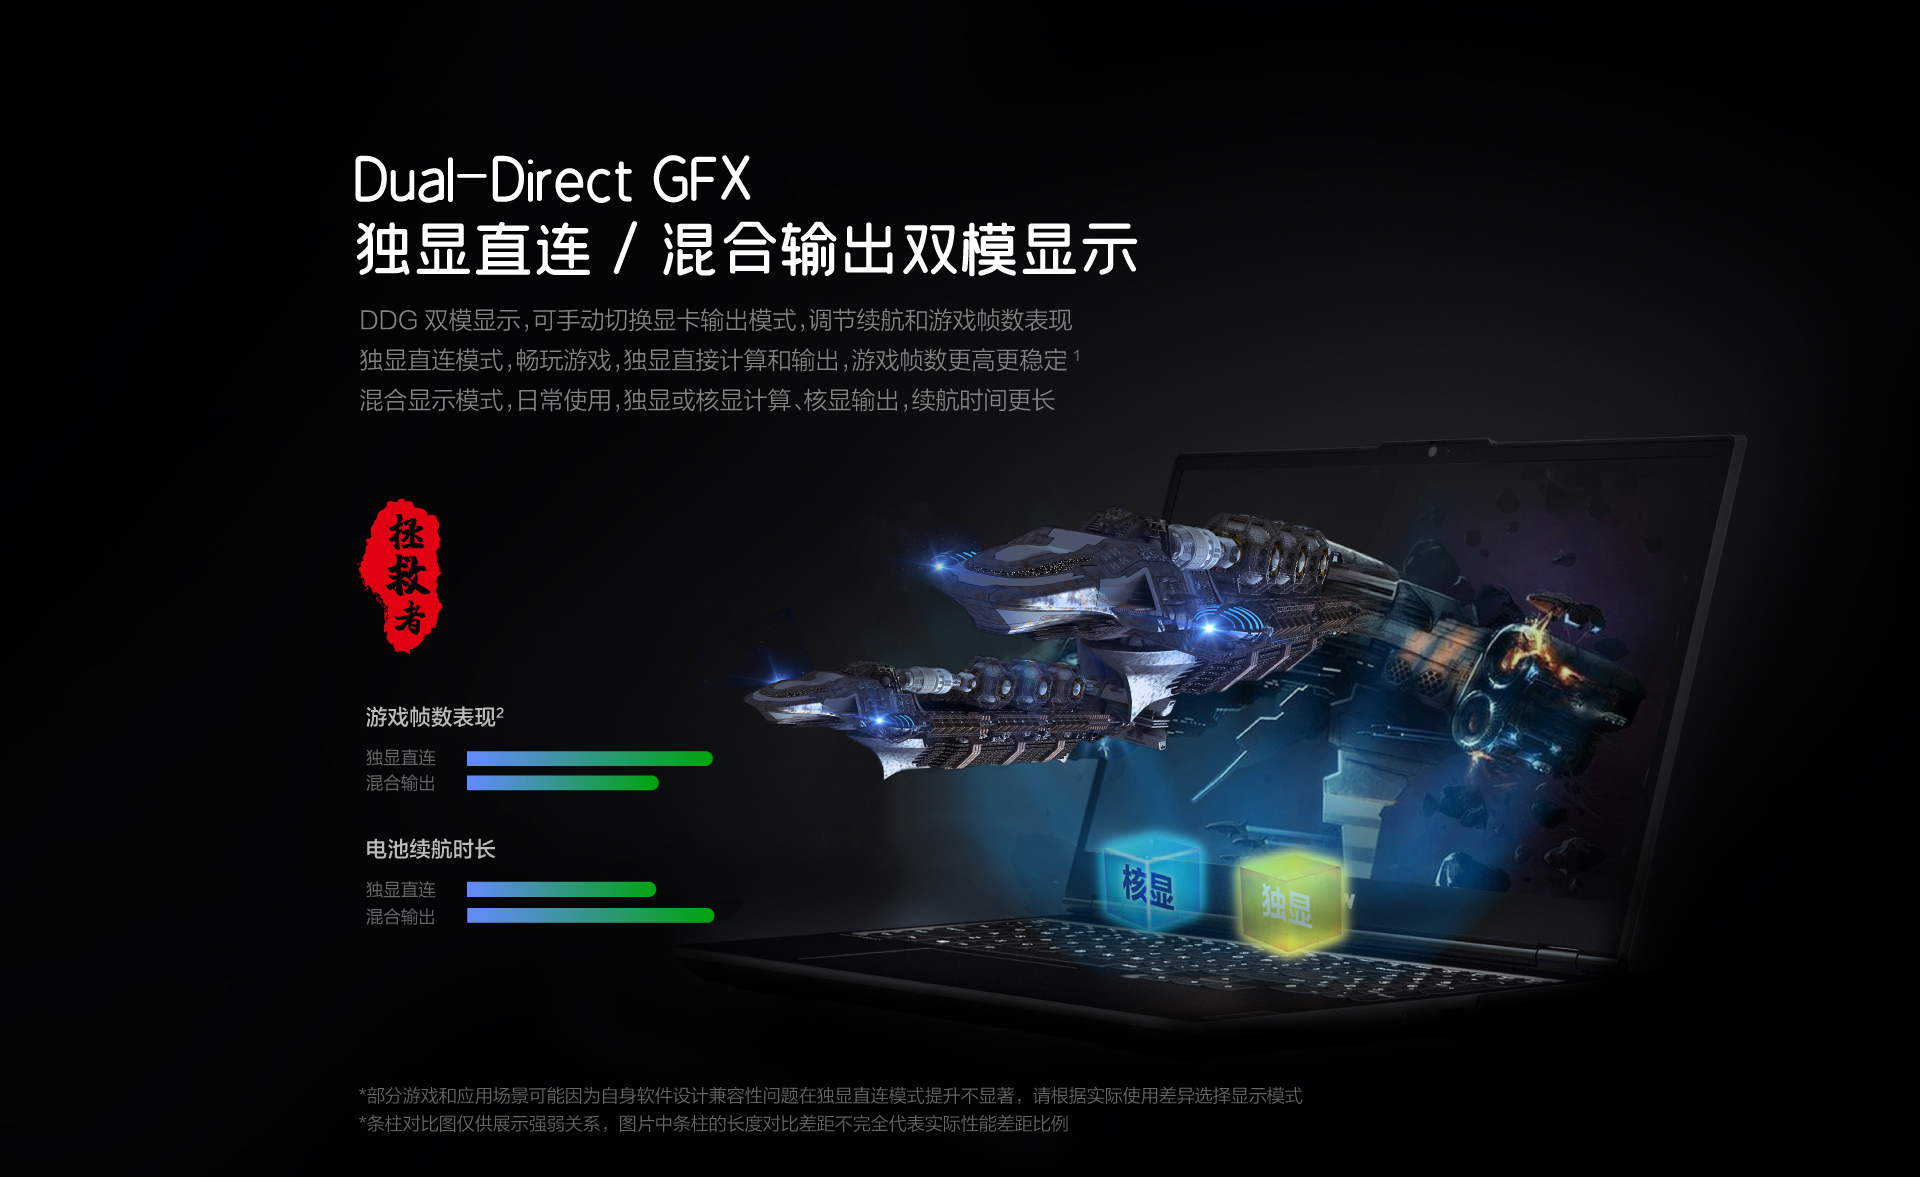 Dual-Direct GFX
独显直连 / 混合输出双模显示
DDG 双模显示,可手动切换显卡输出模式,调节续航和游戏帧数表现
独显直连模式,畅玩游戏,独显直接计算和输出,游戏帧数更高更稳定¹
混合显示模式,日常使用,独显或核显计算、核显输出,续航时间更长
拯救者
游戏帧数表现²
独显直连
混合输出
电池续航时长
独显直连
混合输出
核显
独显
*部分游戏和应用场景可能因为自身软件设计兼容性问题在独显直连模式提升不显著，请根据实际使用差异选择显示模式
*条柱对比图仅供展示强弱关系，图片中条柱的长度对比差距不完全代表实际性能差距比例